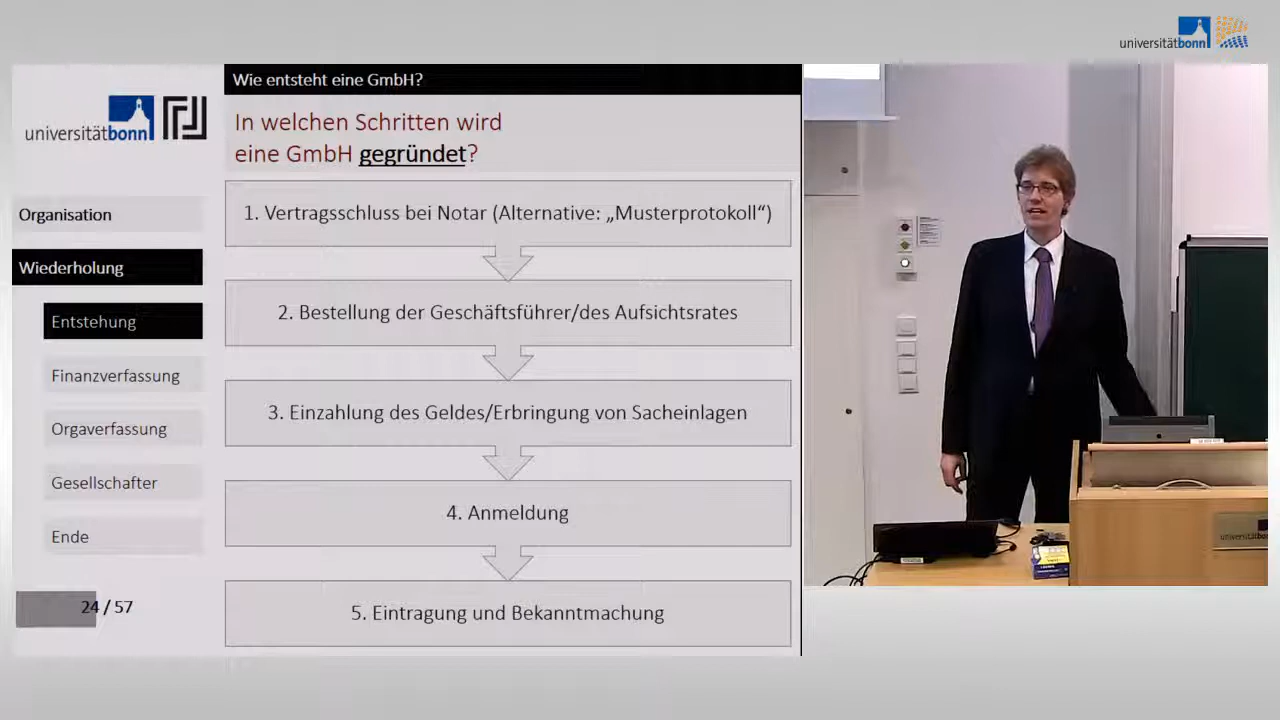 universitätbonn
Wie entsteht eine GmbH?
universitätbonn
In welchen Schritten wird
eine GmbH gegründet?
Organisation
Wiederholung
Entstehung
Finanzverfassung
Orgaverfassung
Gesellschafter
Ende
24 / 57
1. Vertragsschluss bei Notar (Alternative: „Musterprotokoll“)
2. Bestellung der Geschäftsführer/des Aufsichtsrates
3. Einzahlung des Geldes/Erbringung von Sacheinlagen
4. Anmeldung
5. Eintragung und Bekanntmachung